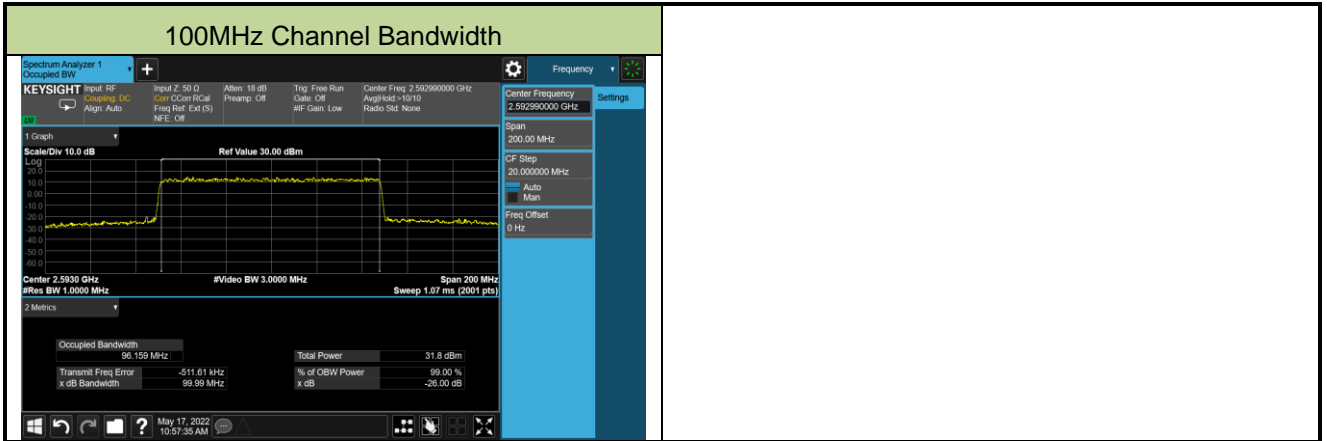 100MHz Channel Bandwidth
Spectrum Analyzer 1
Occupied BW
Frequency
KEYSIGHT
Input: RF
Coupling: DC
Align: Auto
Input Z: 50 Ω
Corr CCorr RCal
Freq Ref: Ext (S)
NFE: Off
Atten: 18 dB
Preamp: Off
Trig: Free Run
Gate: Off
#IF Gain: Low
Center Freq: 2.592990000 GHz
Avg|Hold:>10/10
Radio Std: None
LXI
Center Frequency
2.592990000 GHz
Settings
Span
200.00 MHz
CF Step
20.000000 MHz
Auto
Man
Freq Offset
0 Hz
1 Graph
Scale/Div 10.0 dB
Ref Value 30.00 dBm
Log
20.0
10.0
0.00
-10.0
-20.0
-30.0
-40.0
-50.0
-60.0
Center 2.5930 GHz
#Video BW 3.0000 MHz
Span 200 MHz
#Res BW 1.0000 MHz
Sweep 1.07 ms (2001 pts)
2 Metrics
Occupied Bandwidth
96.159 MHz
Total Power 31.8 dBm
Transmit Freq Error -511.61 kHz
% of OBW Power 99.00 %
x dB Bandwidth 99.99 MHz
x dB -26.00 dB
?
May 17, 2022
10:57:35 AM